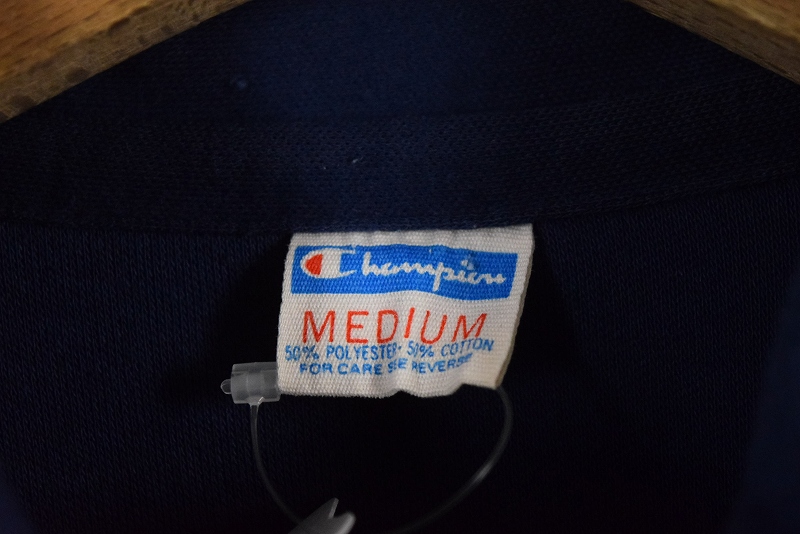 Champion
MEDIUM
50% POLYESTER· 50% COTTON
FOR CARE SEE REVERSE